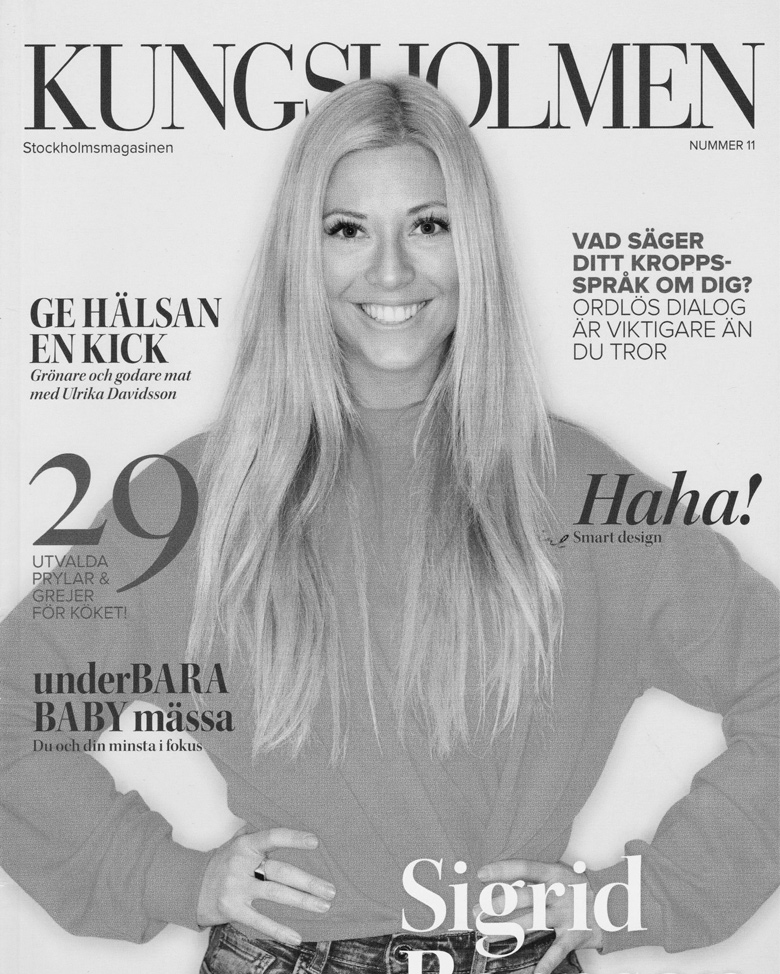 KUNGSHOLMEN
Stockholmsmagasinen
NUMMER 11
VAD SÄGER
DITT KROPPS-
SPRÅK OM DIG?
ORDLÖS DIALOG
ÄR VIKTIGARE ÄN
DU TROR
GE HÄLSAN
EN KICK
Grönare och godare mat
med Ulrika Davidsson
29
UTVALDA
PRYLAR &
GREJER
FÖR KÖKET!
Haha!
Smart design
underBARA
BABY mässa
Du och din minsta i fokus
Sigrid